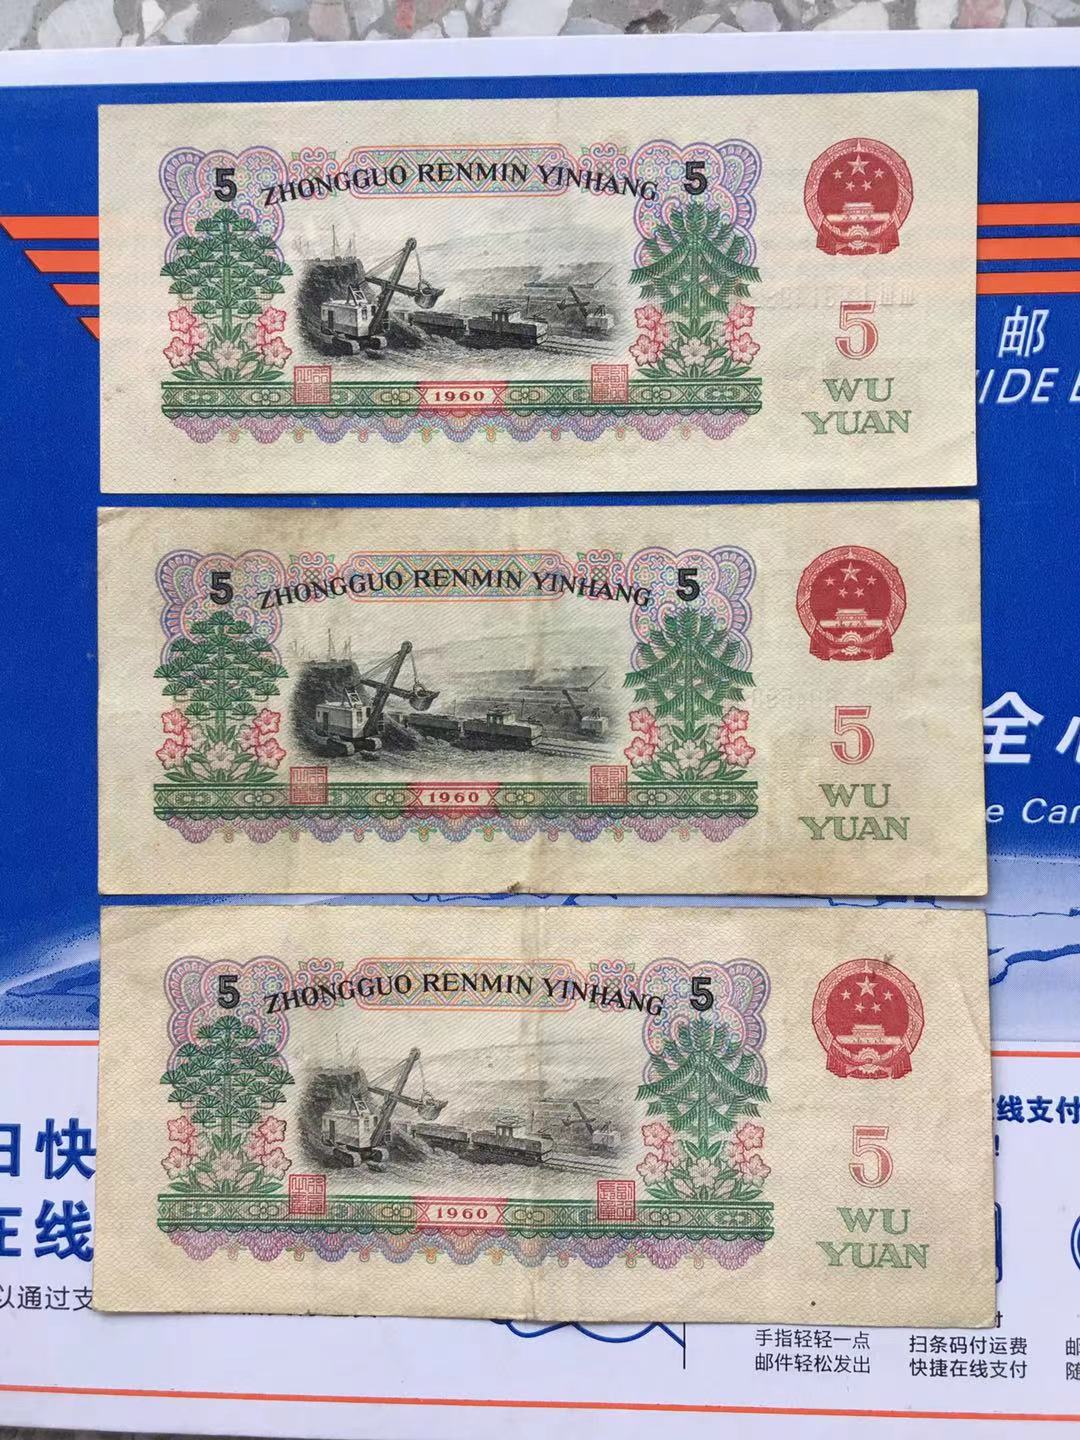 5 ZHONGGUO RENMIN YINHANG 5
5
1960
WU
YUAN
邮
IDE
5 ZHONGGUO RENMIN YINHANG 5
5
1960
WU
YUAN
全
e Car
5 ZHONGGUO RENMIN YINHANG 5
5
1960
WU
YUAN
快
在线
以通过支
线支付
!
手指轻轻一点
邮件轻松发出
扫条码付运费
快捷在线支付
邮
随